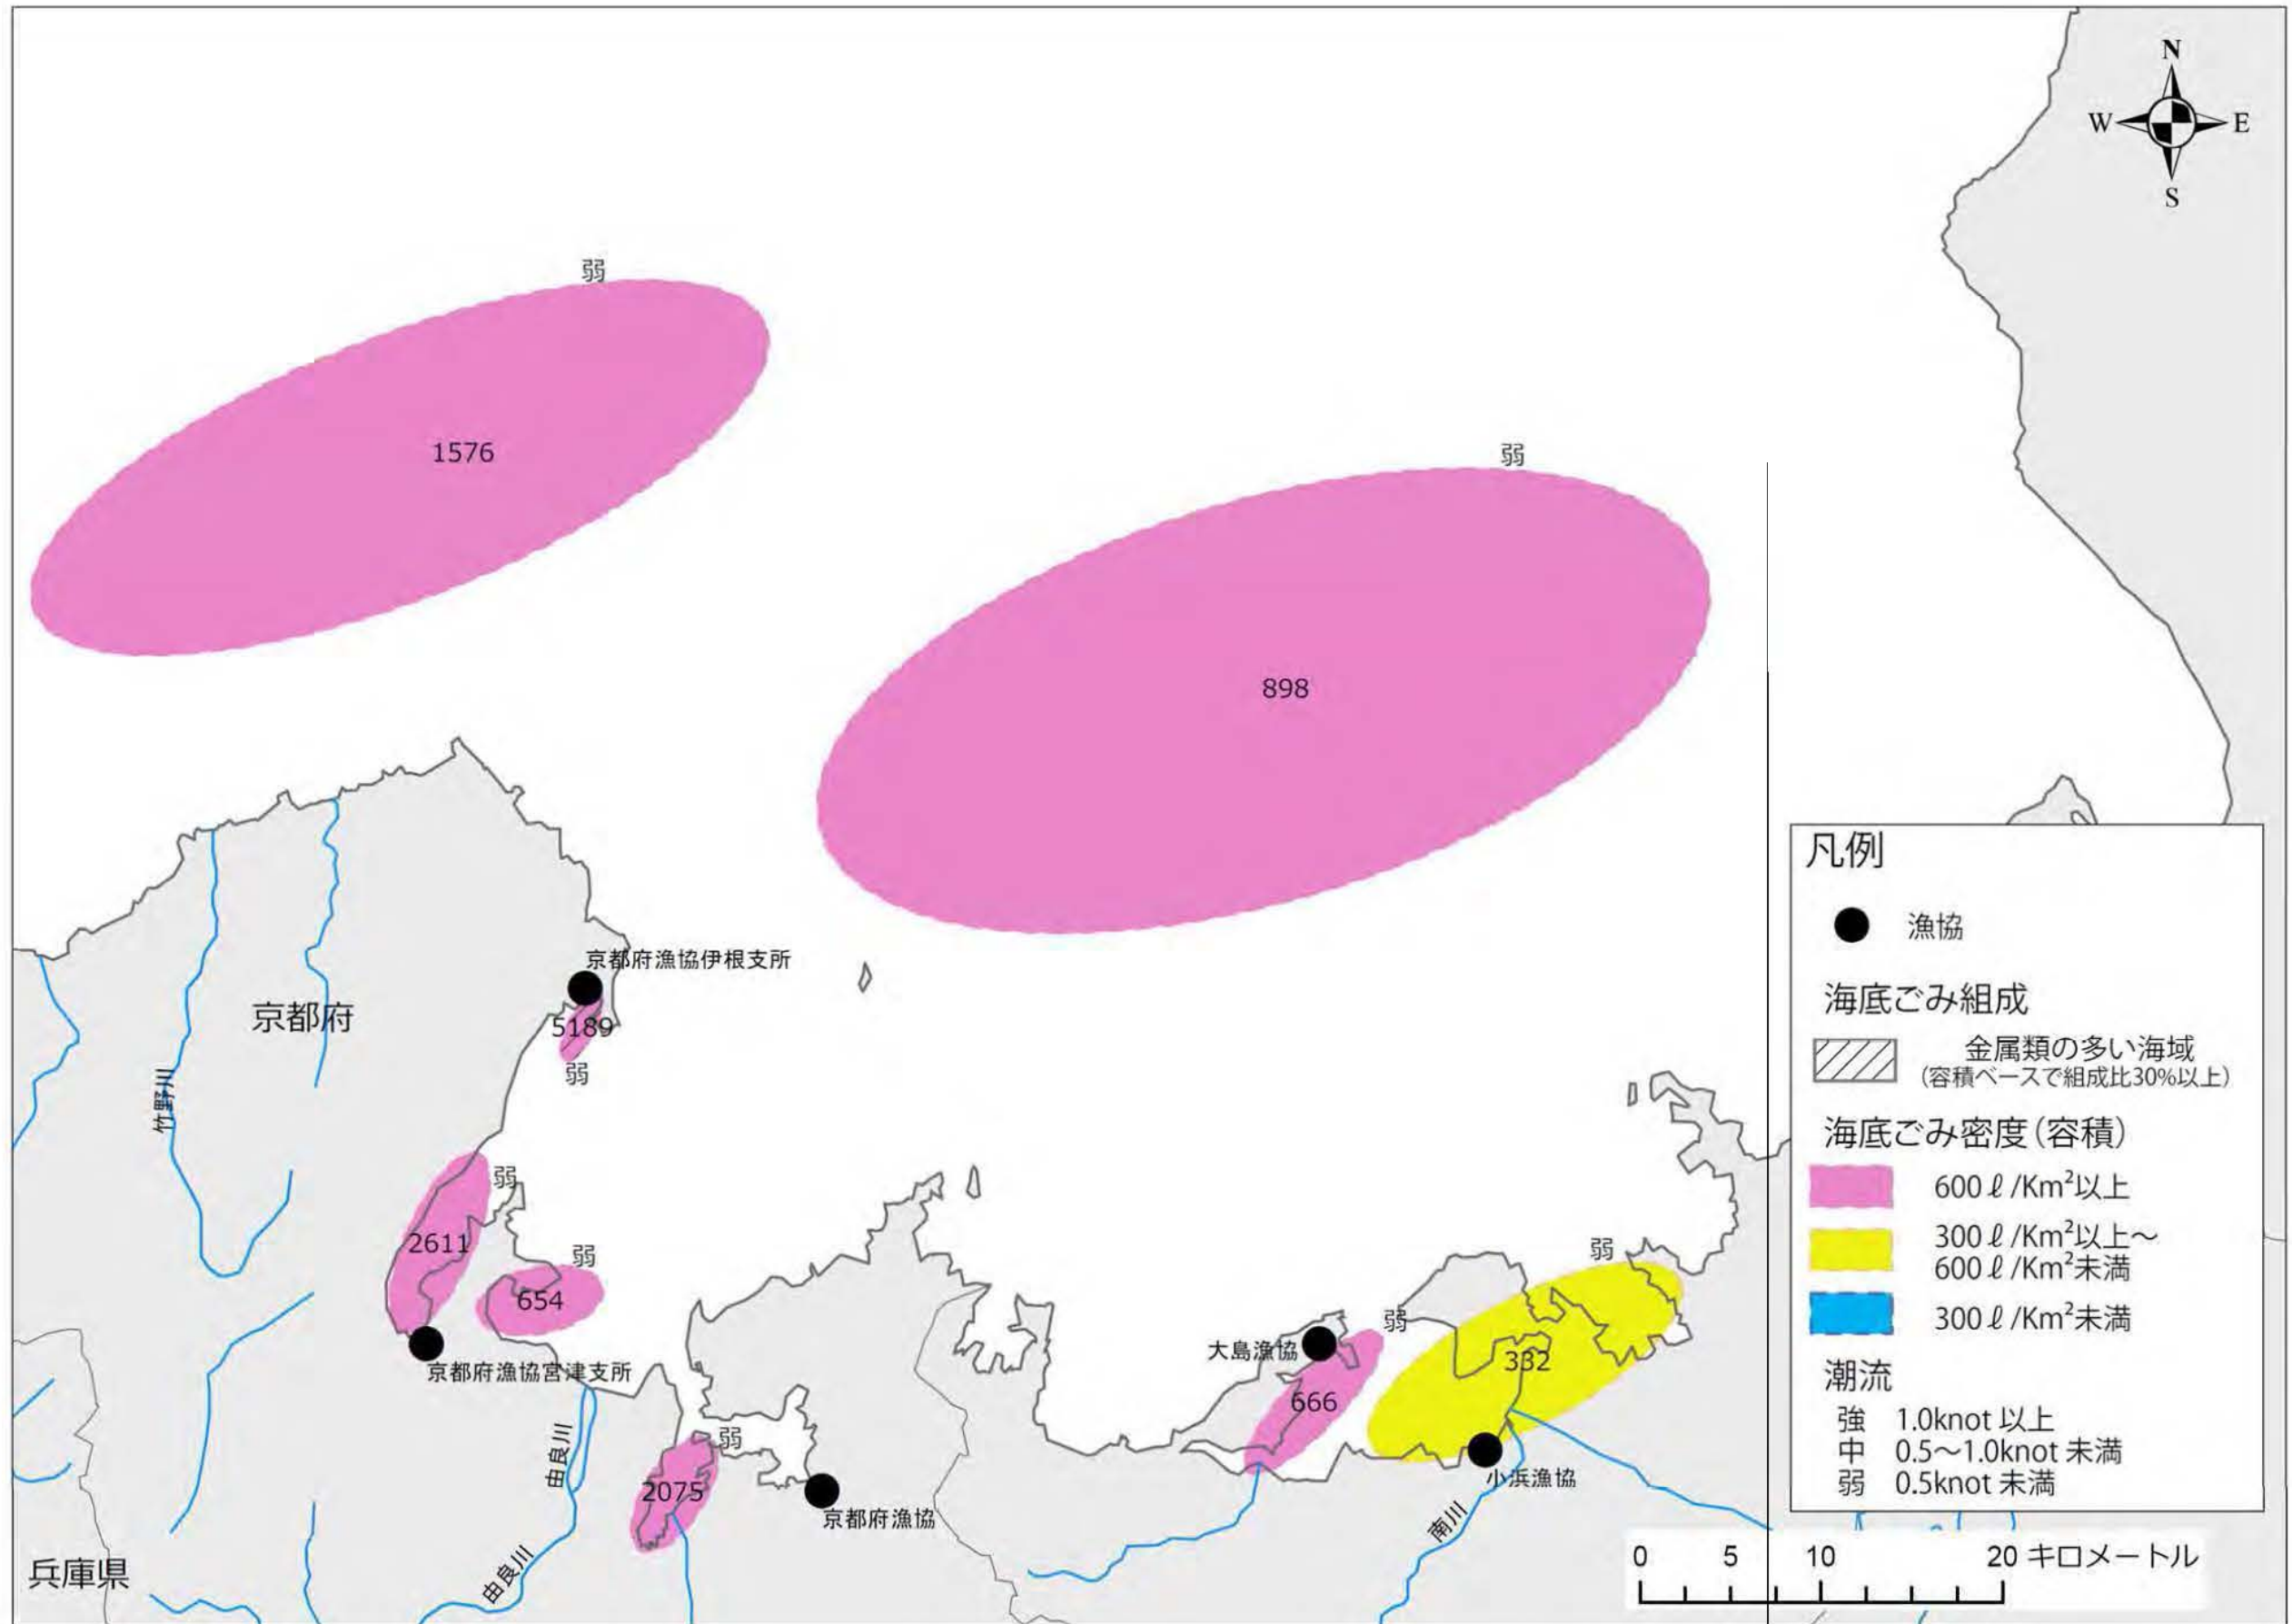 N
W
E
S
弱
1576
弱
898
京都府漁協伊根支所
5189
弱
京都府
竹野川
弱
2611
弱
654
京都府漁協宮津支所
由良川
由良川
弱
2075
京都府漁協
兵庫県
大島漁協
弱
666
弱
332
小浜漁協
南川
凡例
漁協
海底ごみ組成
金属類の多い海域
(容積ベースで組成比30%以上)
海底ごみ密度(容積)
600ℓ/Km²以上
300ℓ/Km²以上~
600ℓ/Km²未満
300ℓ/Km²未満
潮流
強 1.0knot 以上
中 0.5~1.0knot 未満
弱 0.5knot 未満
0 5 10 20 キロメートル